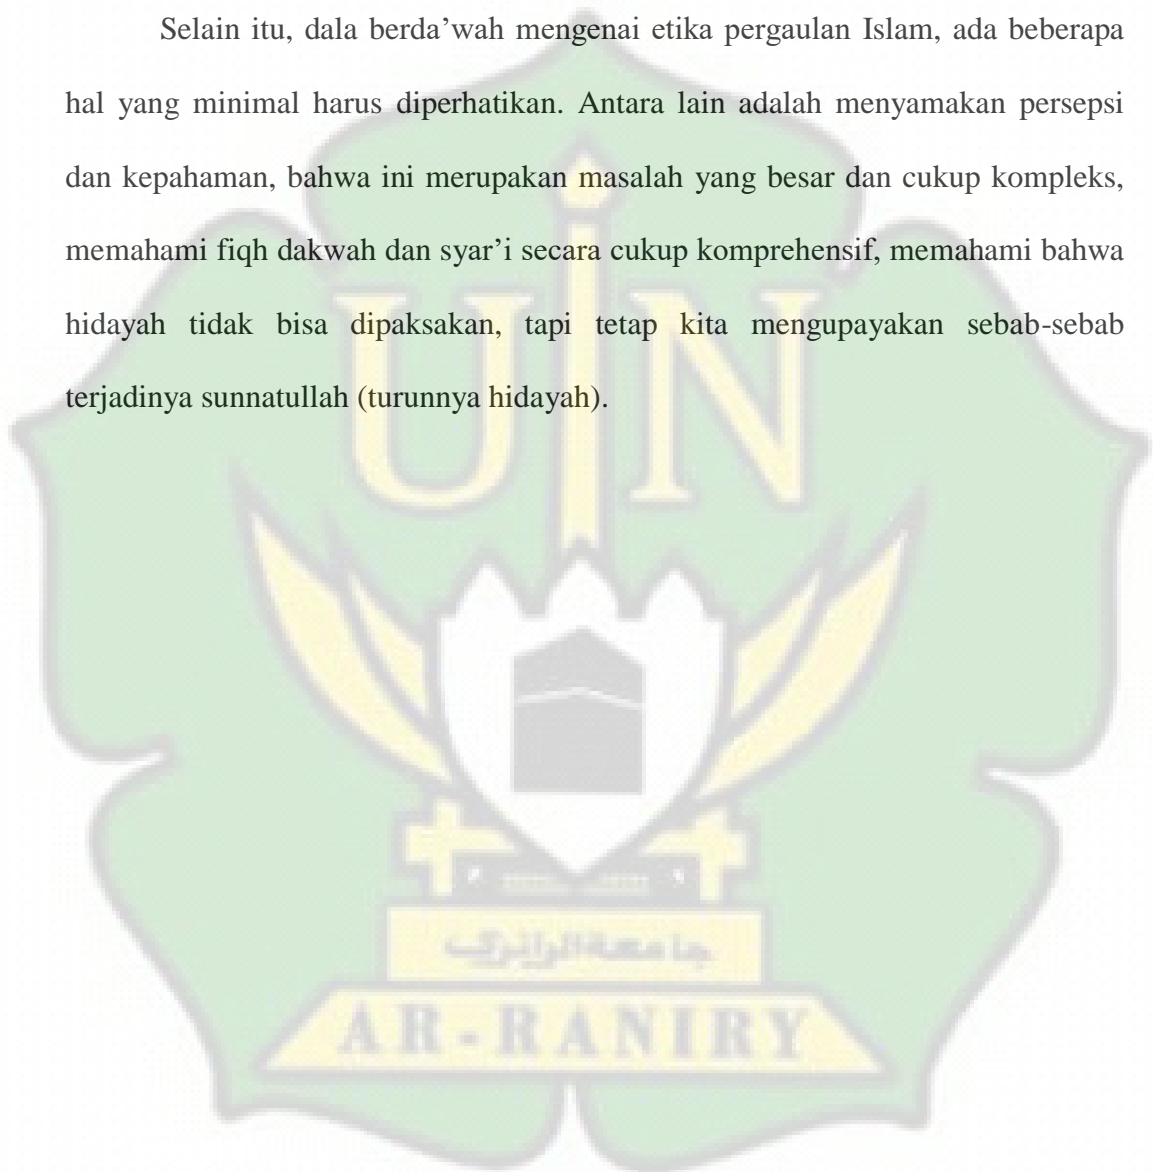 Selain itu, dala berda’wah mengenai etika pergaulan Islam, ada beberapa
hal yang minimal harus diperhatikan. Antara lain adalah menyamakan persepsi
dan kepahaman, bahwa ini merupakan masalah yang besar dan cukup kompleks,
memahami fiqh dakwah dan syar’i secara cukup komprehensif, memahami bahwa
hidayah tidak bisa dipaksakan, tapi tetap kita mengupayakan sebab-sebab
terjadinya sunnatullah (turunnya hidayah).
UIN
جامعة الرانري
AR-RANIRY